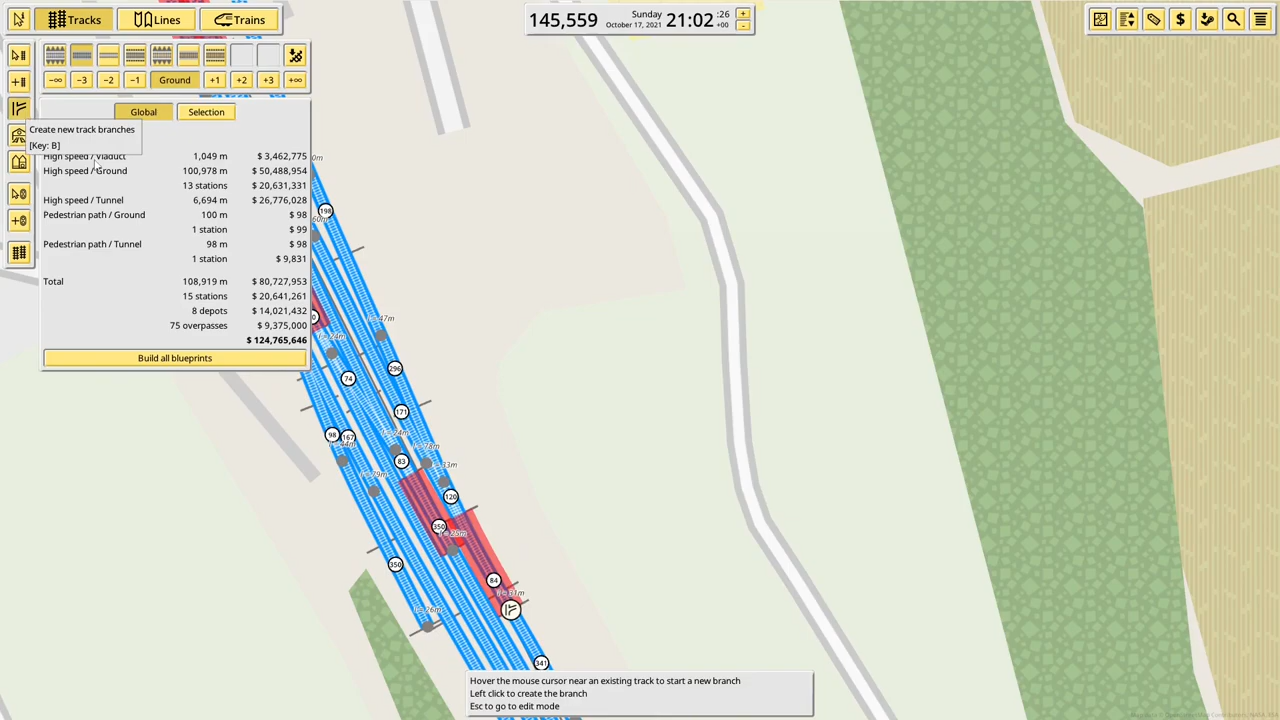 Tracks
Lines
Trains
145,559
Sunday
October 17, 2021
21:02
:26
+00
+
-
-∞
-3
-2
-1
Ground
+1
+2
+3
+∞
Global
Selection
Create new track branches
[Key: B]
High speed / Viaduct 1,049 m $ 3,462,775
High speed / Ground 100,978 m $ 50,488,954
13 stations $ 20,631,331
High speed / Tunnel 6,694 m $ 26,776,028
Pedestrian path / Ground 100 m $ 98
1 station $ 99
Pedestrian path / Tunnel 98 m $ 98
1 station $ 9,831
Total 108,919 m $ 80,727,953
15 stations $ 20,641,261
8 depots $ 14,021,432
75 overpasses $ 9,375,000
$ 124,765,646
Build all blueprints
198
296
74
171
98
167
83
120
350
350
84
341
Hover the mouse cursor near an existing track to start a new branch
Left click to create the branch
Esc to go to edit mode